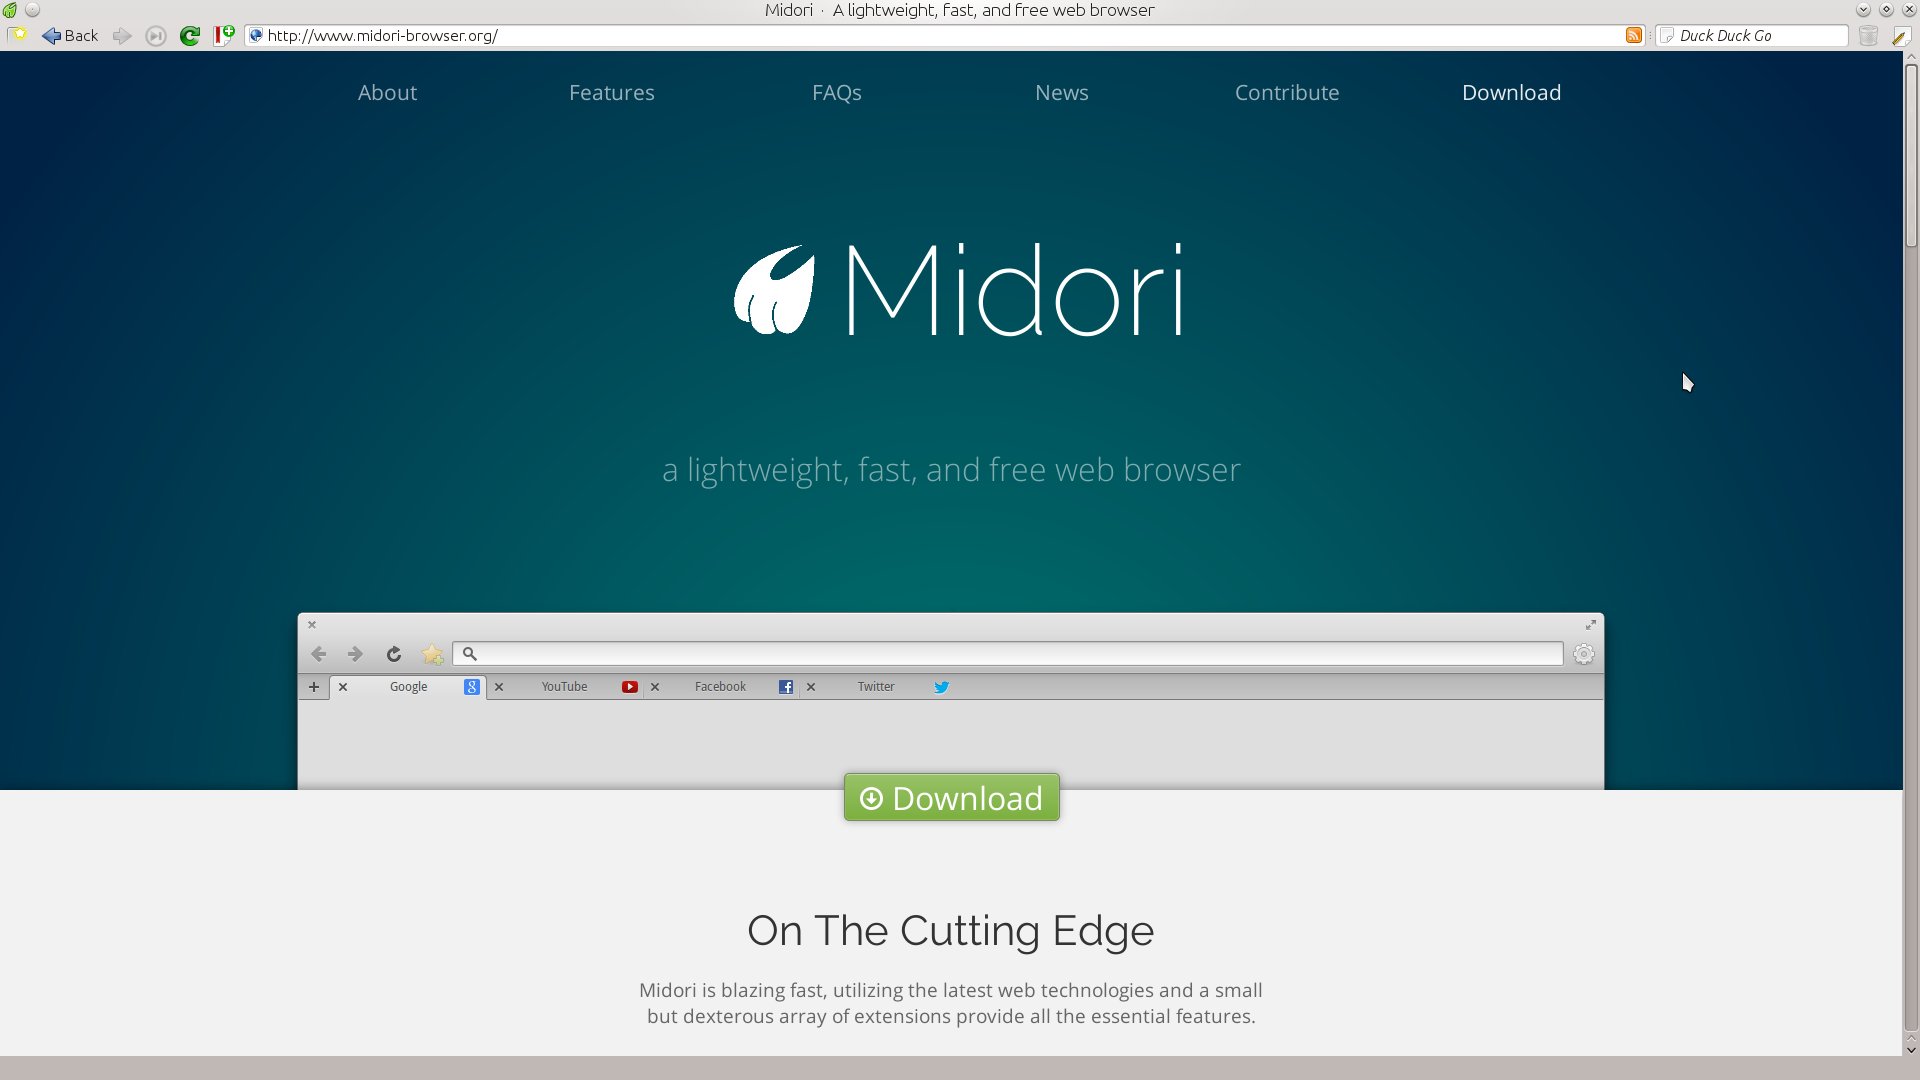 Midori · A lightweight, fast, and free web browser
Back http://www.midori-browser.org/ Duck Duck Go
About Features FAQs News Contribute Download
Midori
a lightweight, fast, and free web browser
Google 8 YouTube Facebook f Twitter
Download
On The Cutting Edge
Midori is blazing fast, utilizing the latest web technologies and a small
but dexterous array of extensions provide all the essential features.